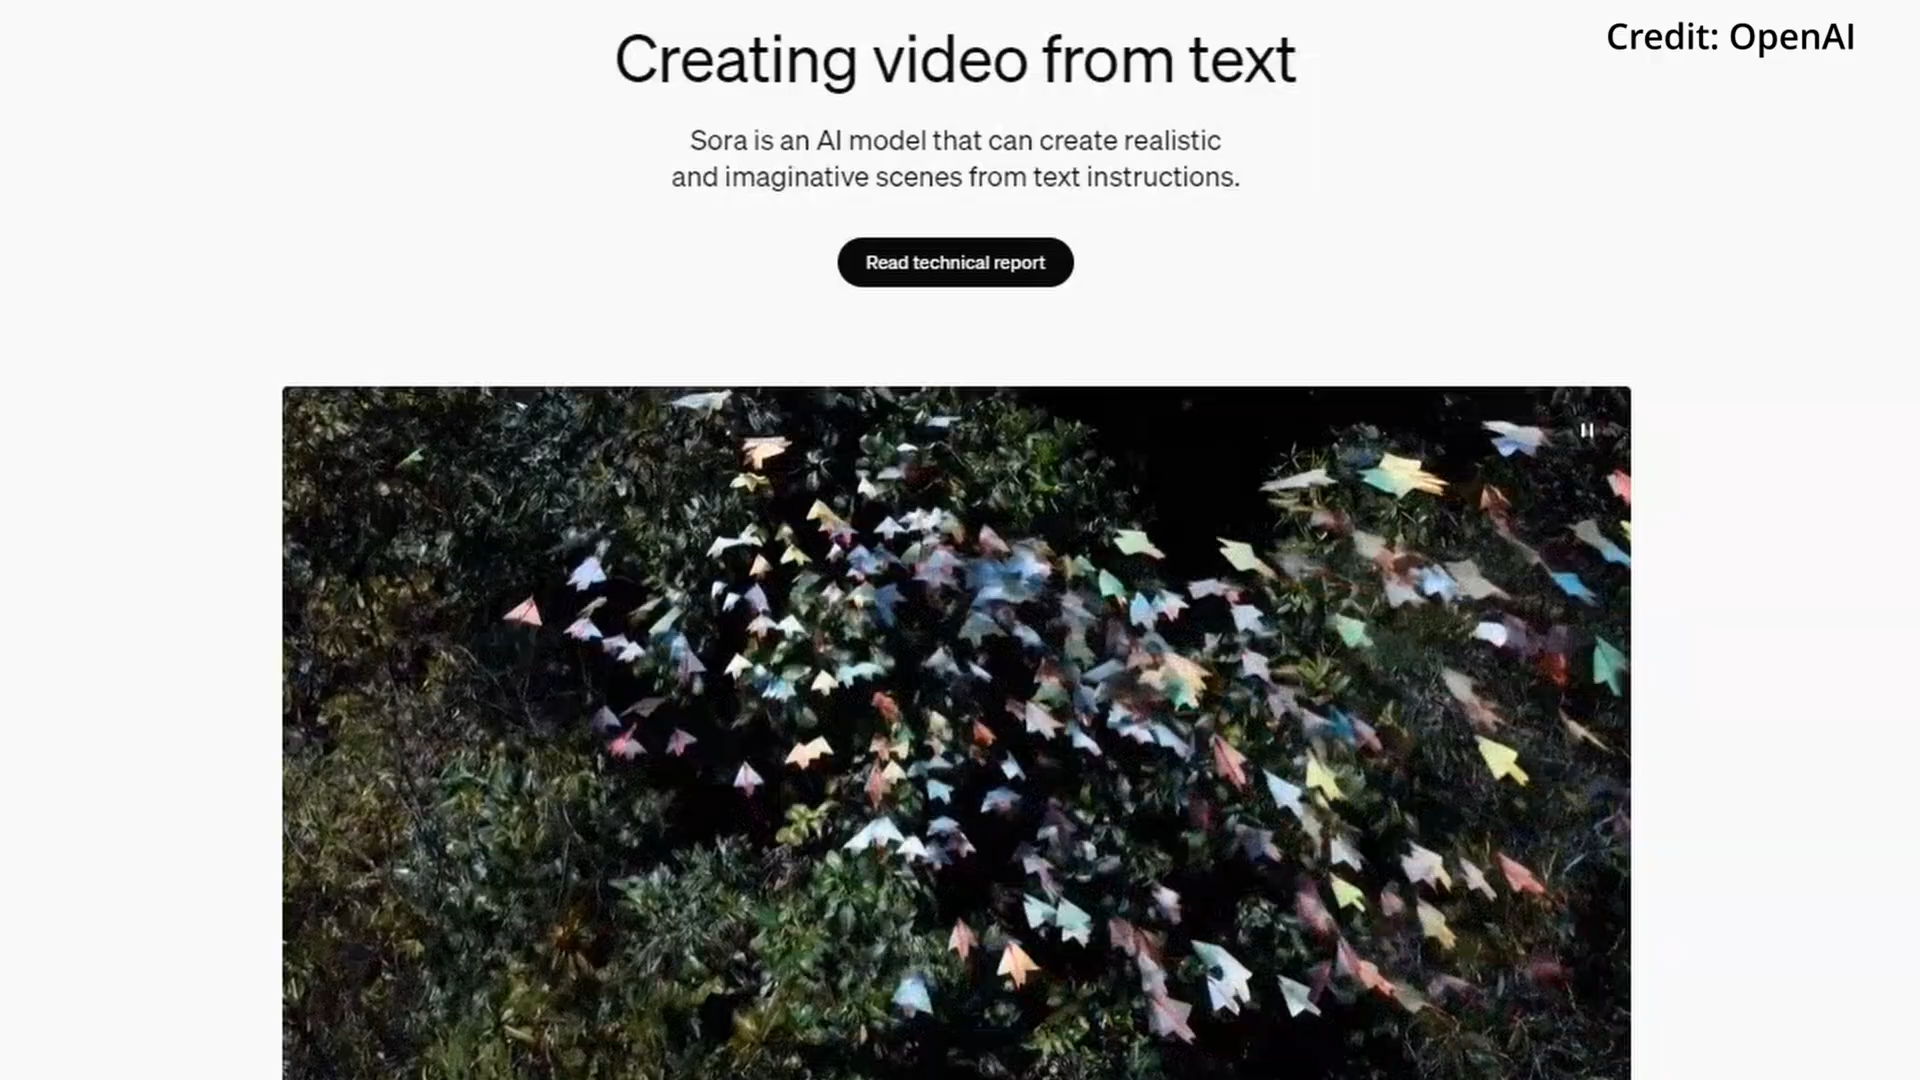 Creating video from text
Credit: OpenAI
Sora is an AI model that can create realistic
and imaginative scenes from text instructions.
Read technical report